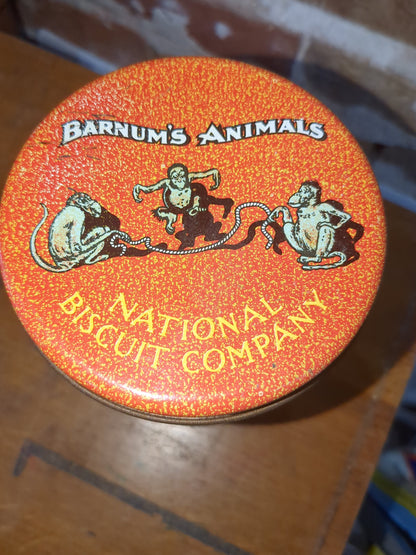 BARNUM'S ANIMALS
NATIONAL
BISCUIT COMPANY